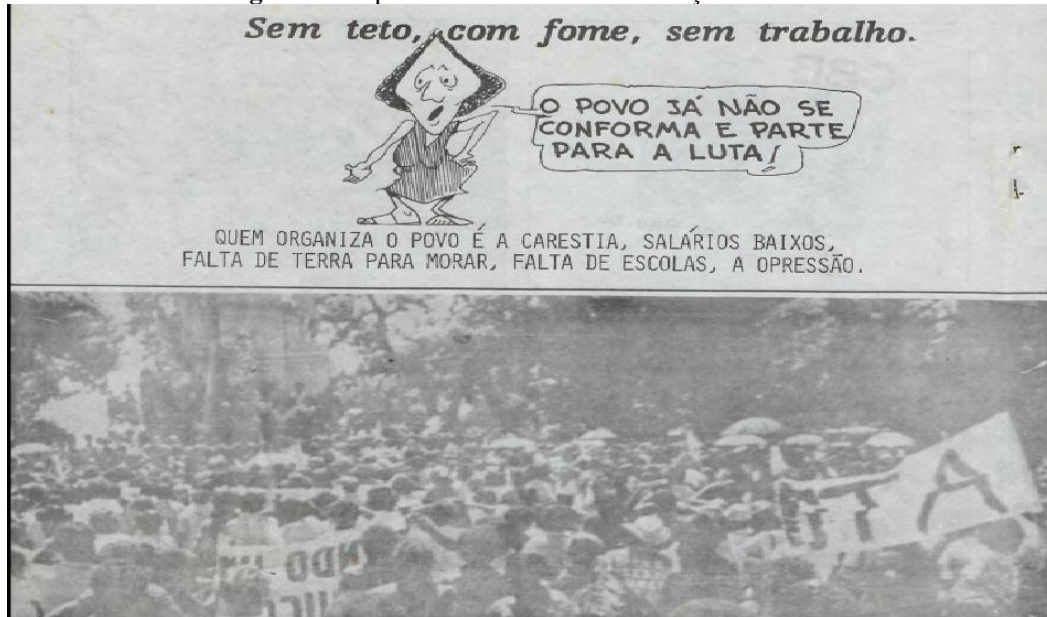 Sem teto, com fome, sem trabalho.
O POVO JÁ NÃO SE
CONFORMA E PARTE
PARA A LUTA!
QUEM ORGANIZA O POVO É A CARESTIA, SALÁRIOS BAIXOS,
FALTA DE TERRA PARA MORAR, FALTA DE ESCOLAS, A OPRESSÃO.